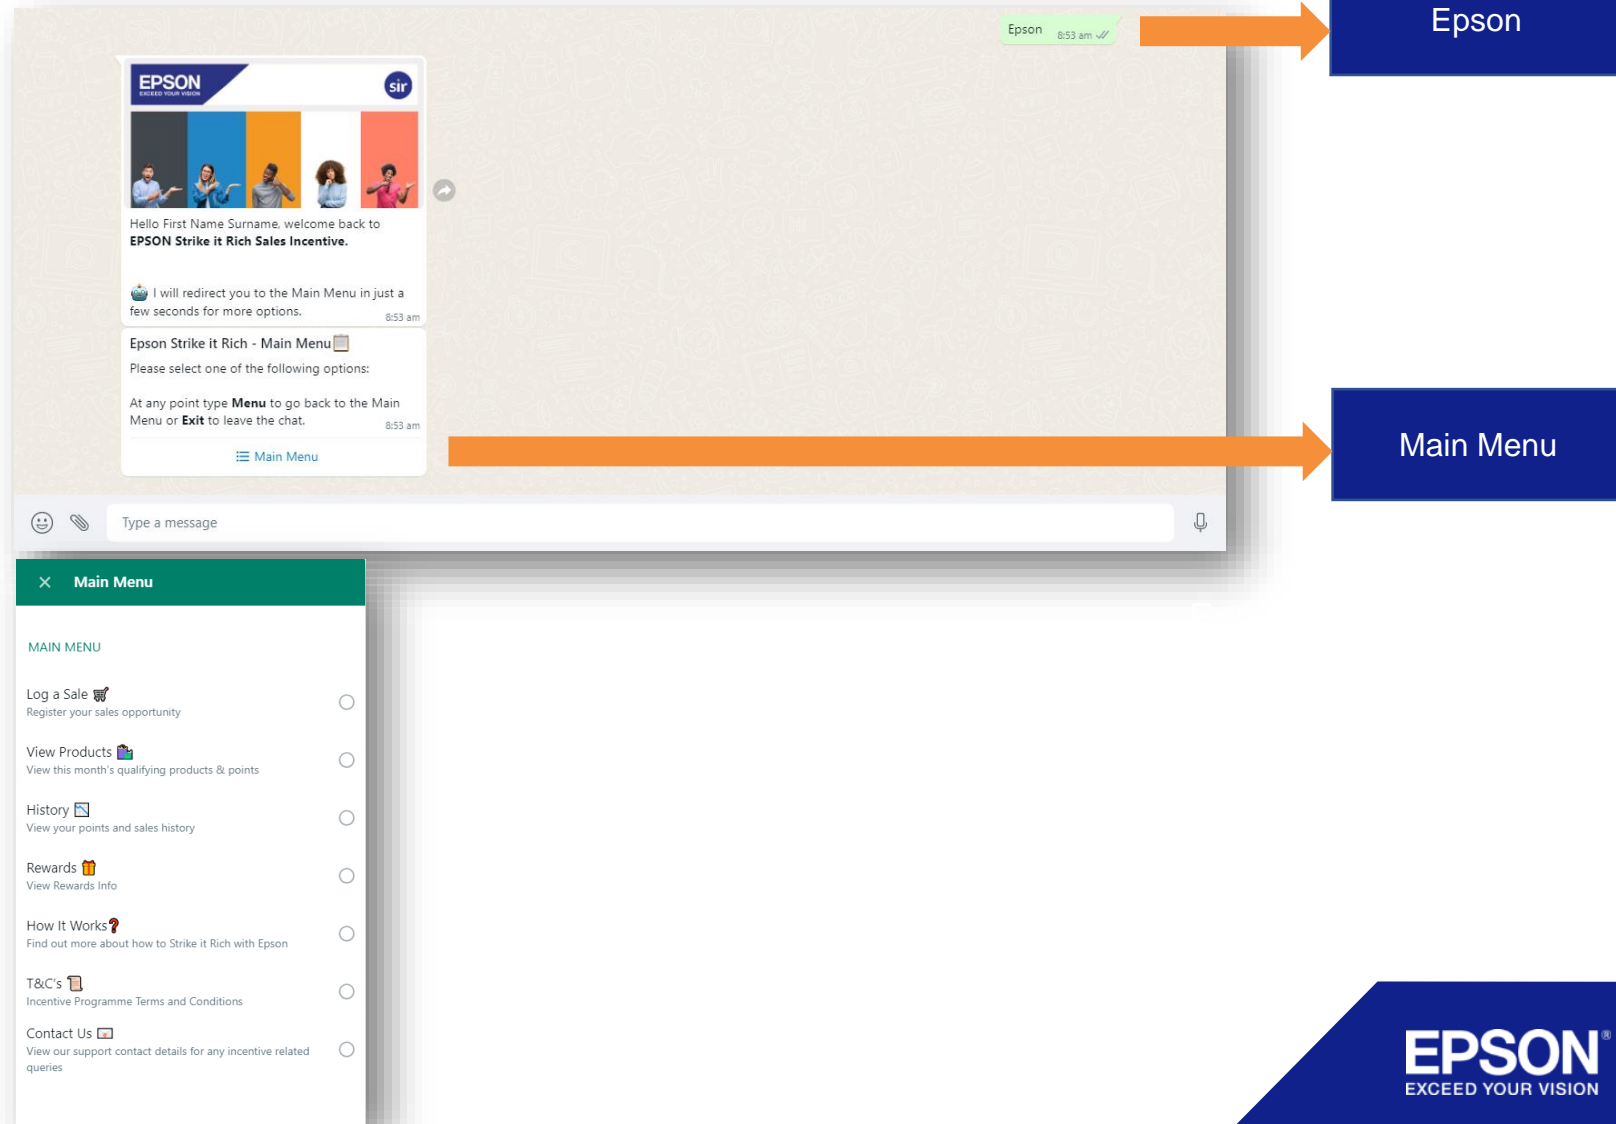 Epson 8:53 am
Epson
EPSON
EXCEED YOUR VISION
sir
Hello First Name Surname, welcome back to
EPSON Strike it Rich Sales Incentive.
I will redirect you to the Main Menu in just a
few seconds for more options.
8:53 am
Epson Strike it Rich - Main Menu
Please select one of the following options:
At any point type Menu to go back to the Main
Menu or Exit to leave the chat.
8:53 am
Main Menu
Main Menu
Type a message
Main Menu
MAIN MENU
Log a Sale
Register your sales opportunity
View Products
View this month's qualifying products & points
History
View your points and sales history
Rewards
View Rewards Info
How It Works?
Find out more about how to Strike it Rich with Epson
T&C's
Incentive Programme Terms and Conditions
Contact Us
View our support contact details for any incentive related
queries
EPSON®
EXCEED YOUR VISION